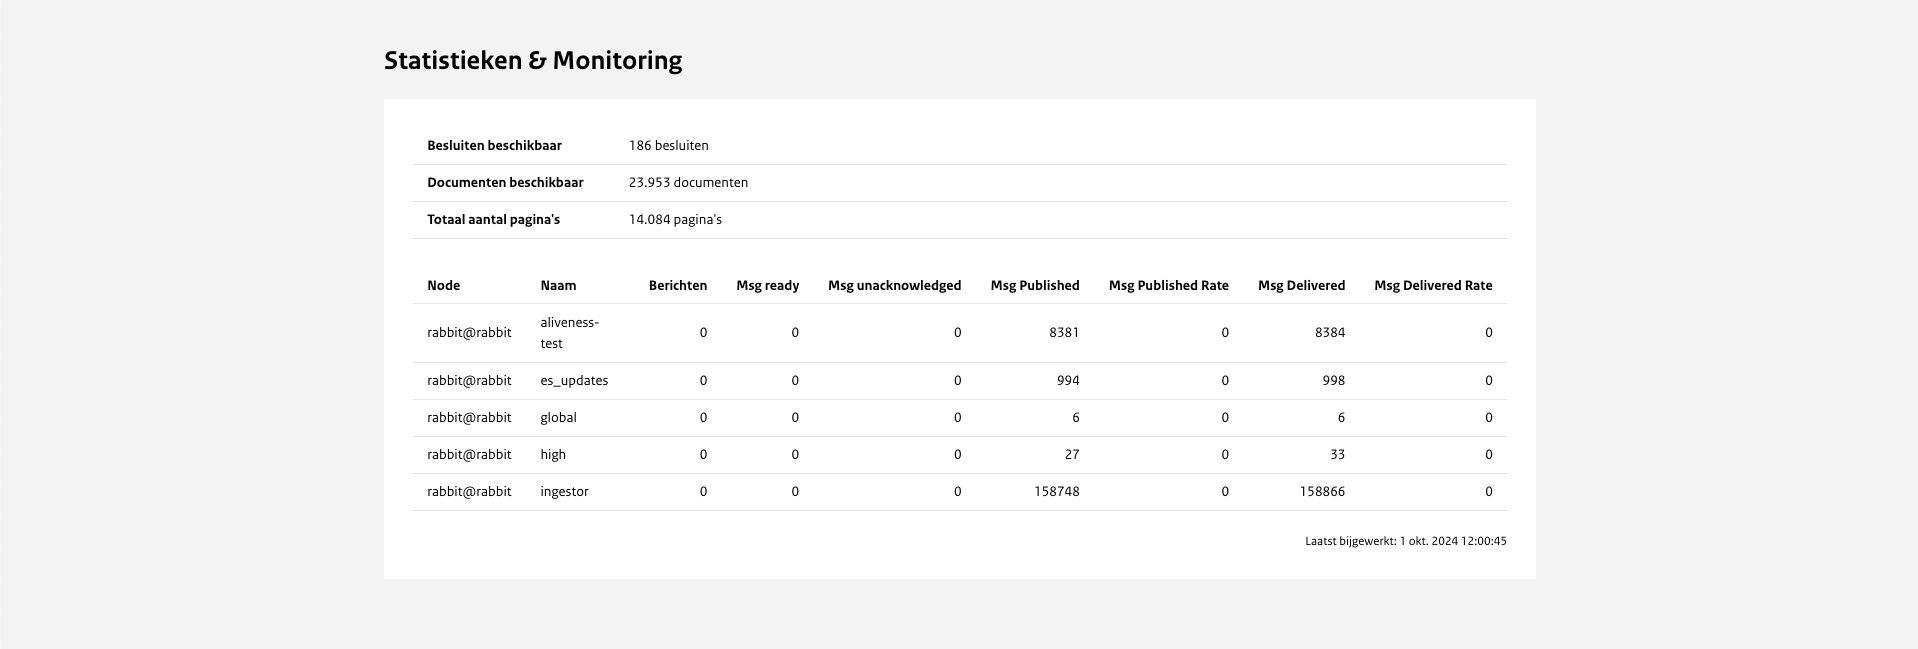 Statistieken & Monitoring
Besluiten beschikbaar 186 besluiten
Documenten beschikbaar 23.953 documenten
Totaal aantal pagina's 14.084 pagina's
Node Naam Berichten Msg ready Msg unacknowledged Msg Published Msg Published Rate Msg Delivered Msg Delivered Rate
rabbit@rabbit aliveness-
test 0 0 0 8381 0 8384 0
rabbit@rabbit es_updates 0 0 0 994 0 998 0
rabbit@rabbit global 0 0 0 6 0 6 0
rabbit@rabbit high 0 0 0 27 0 33 0
rabbit@rabbit ingestor 0 0 0 158748 0 158866 0
Laatst bijgewerkt: 1 okt. 2024 12:00:45